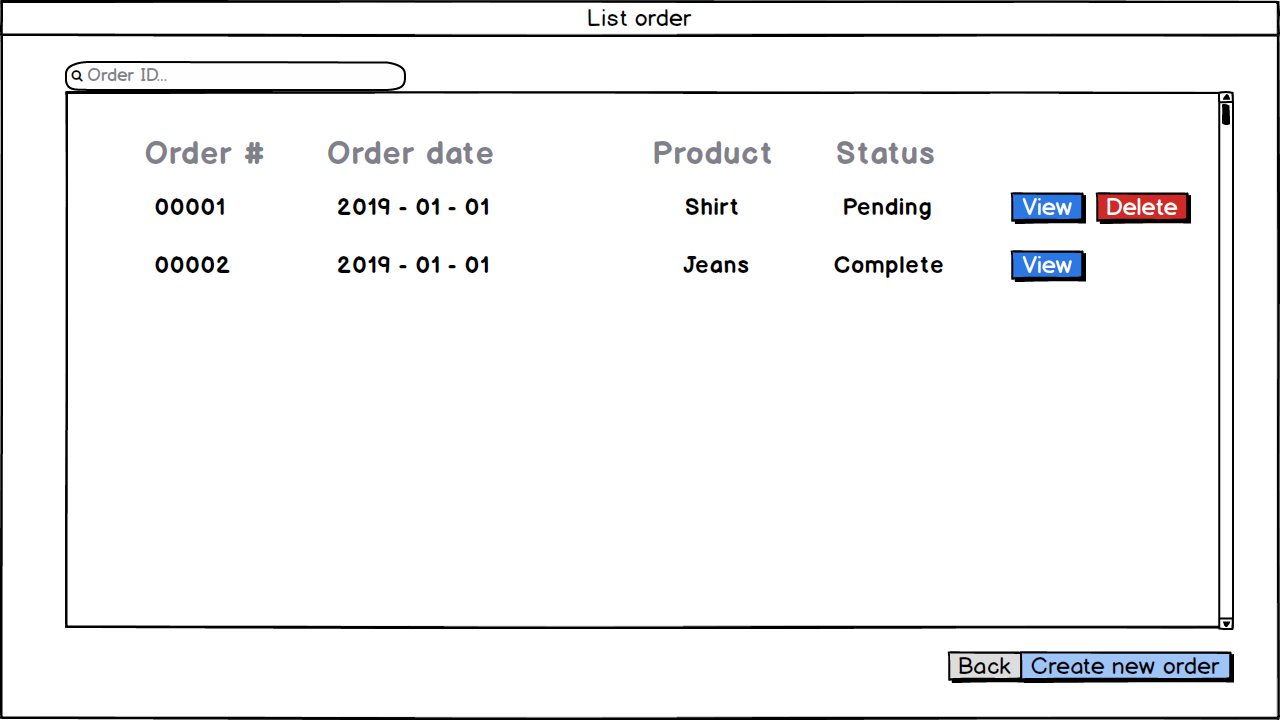 List order
Order ID...
Order # Order date Product Status
00001 2019 - 01 - 01 Shirt Pending View Delete
00002 2019 - 01 - 01 Jeans Complete View
Back Create new order